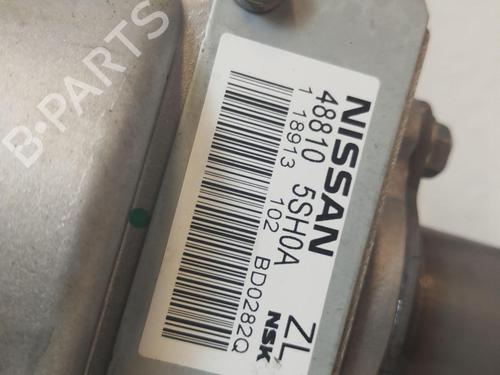 NISSAN
48810 5SH0A ZL
1 18913 102 BD0282Q NSK
B-PARTS